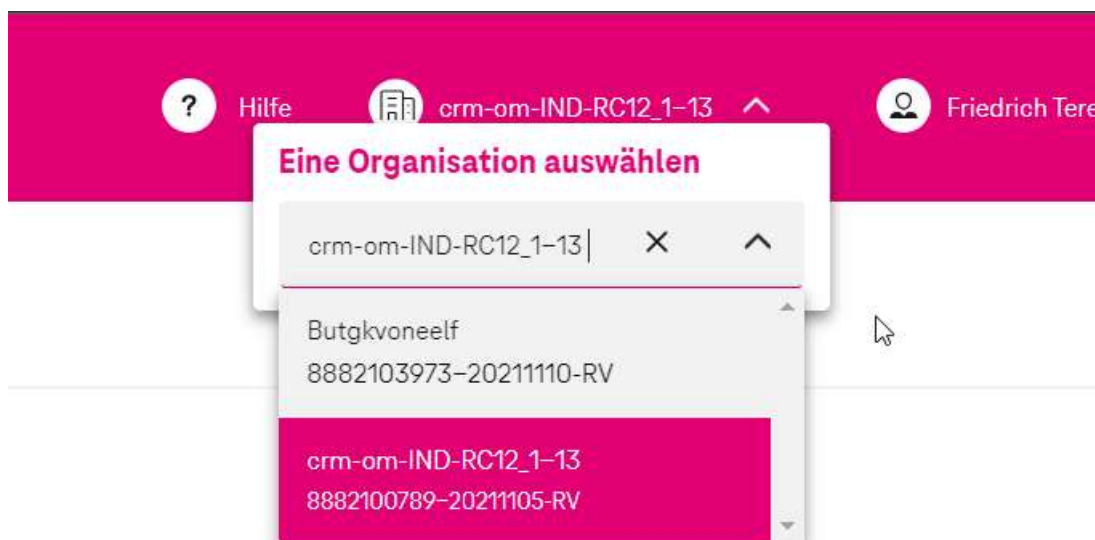 ? Hilfe crm-om-IND-RC12_1–13 Friedrich Tere
Eine Organisation auswählen
crm-om-IND-RC12_1–13
Butgkvoneelf
8882103973–20211110-RV
crm-om-IND-RC12_1–13
8882100789–20211105-RV